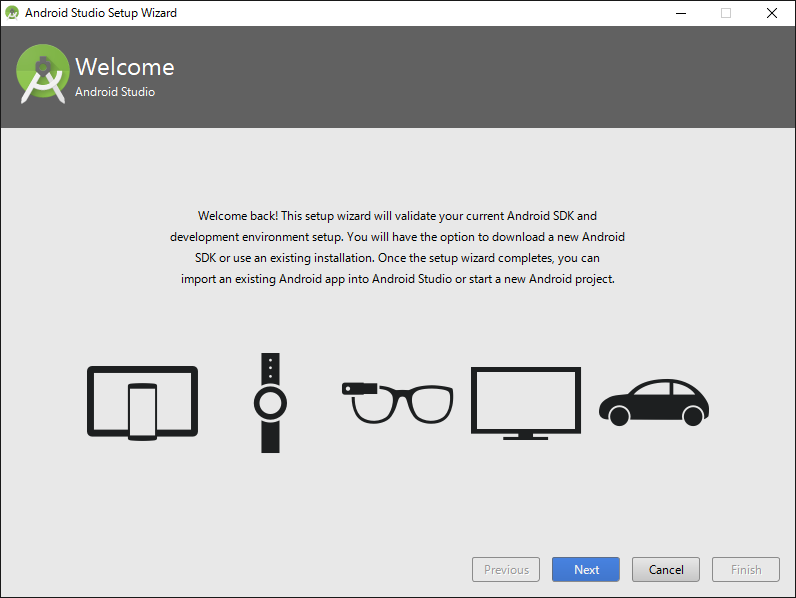 Android Studio Setup Wizard
Welcome
Android Studio
Welcome back! This setup wizard will validate your current Android SDK and
development environment setup. You will have the option to download a new Android
SDK or use an existing installation. Once the setup wizard completes, you can
import an existing Android app into Android Studio or start a new Android project.
Previous
Next
Cancel
Finish